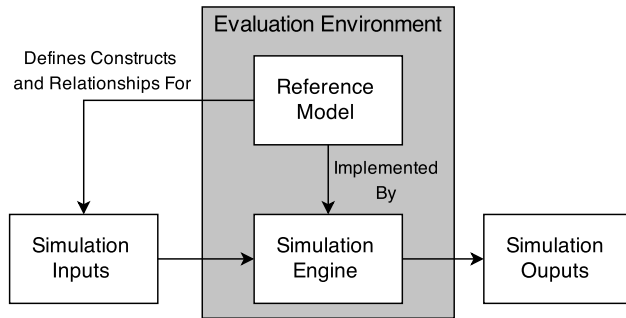 Evaluation Environment
Defines Constructs
and Relationships For
Reference
Model
Implemented
By
Simulation
Inputs
Simulation
Engine
Simulation
Ouputs